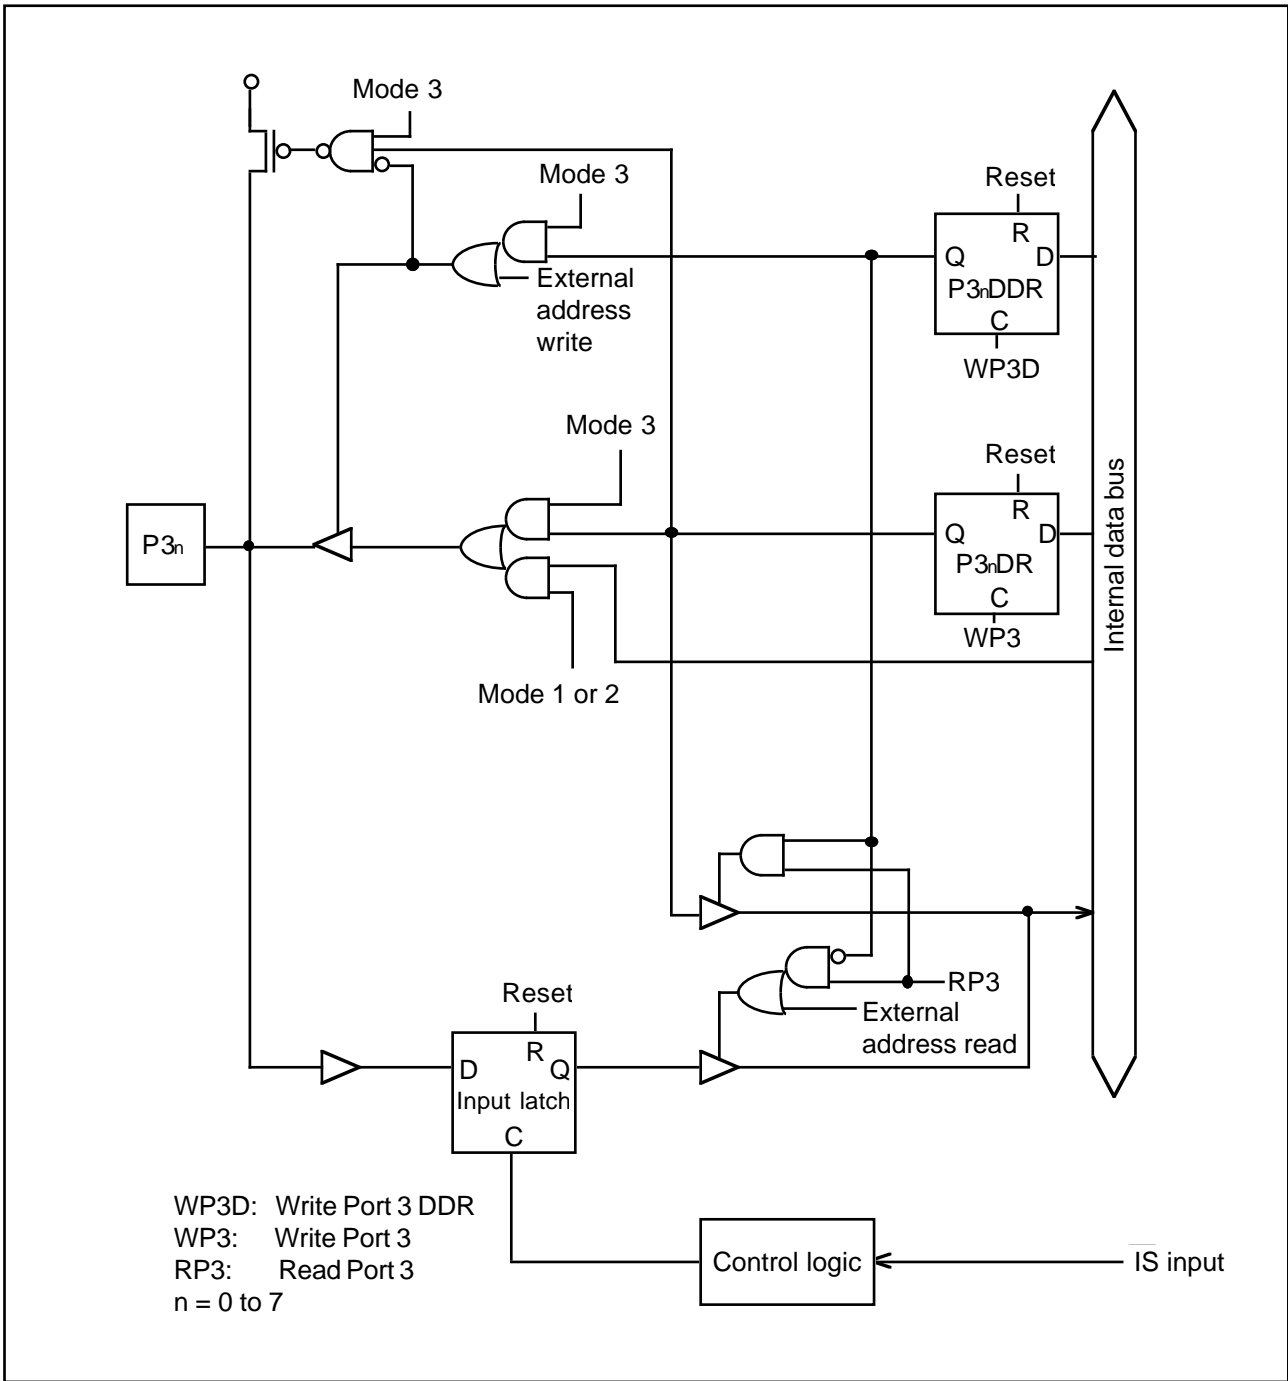 Mode 3
Mode 3
Reset
R
Q
D
P3nDDR
C
WP3D
External
address
write
Mode 3
Reset
R
Q
D
P3nDR
C
WP3
P3n
Internal data bus
Mode 1 or 2
RP3
External
address read
Reset
R
D
Q
Input latch
C
WP3D: Write Port 3 DDR
WP3: Write Port 3
RP3: Read Port 3
n = 0 to 7
Control logic
I̅S̅ input